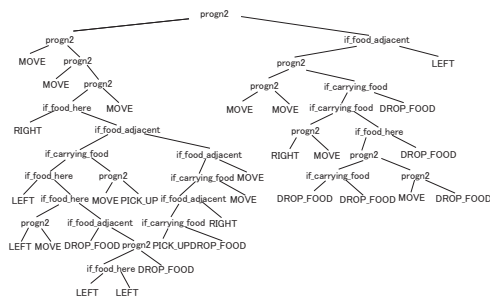 progn2
progn2 if_food_adjacent
MOVE progn2 progn2 LEFT
MOVE progn2 progn2 if_carrying_food
if_food_here MOVE MOVE MOVE if_carrying_food DROP_FOOD
RIGHT if_food_adjacent progn2 if_food_here
if_carrying_food if_food_adjacent RIGHT MOVE progn2 DROP_FOOD
if_food_here progn2 if_carrying_food MOVE if_carrying_food progn2
LEFT if_food_here MOVE PICK_UP if_food_adjacent MOVE DROP_FOOD DROP_FOOD MOVE DROP_FOOD
progn2 if_food_adjacent if_carrying_food RIGHT
LEFT MOVE DROP_FOOD progn2 PICK_UP DROP_FOOD
if_food_here DROP_FOOD
LEFT LEFT